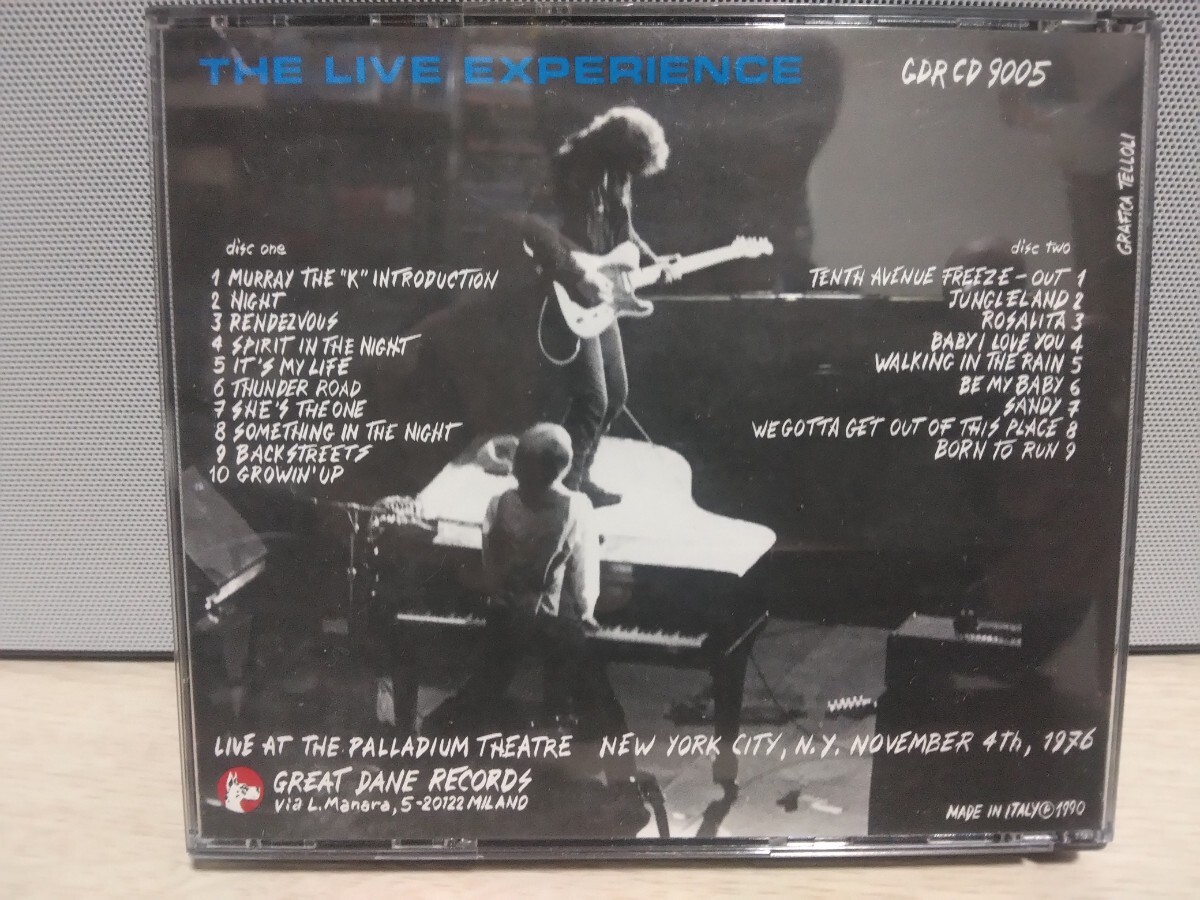 THE LIVE EXPERIENCE
GDR CD 9005
GRAFICA TELLOLI
disc one
1 MURRAY THE "K" INTRODUCTION
2 NIGHT
3 RENDEZVOUS
4 SPIRIT IN THE NIGHT
5 IT'S MY LIFE
6 THUNDER ROAD
7 SHE'S THE ONE
8 SOMETHING IN THE NIGHT
9 BACKSTREETS
10 GROWIN' UP
disc two
TENTH AVENUE FREEZE - OUT 1
JUNGLELAND 2
ROSALITA 3
BABY I LOVE YOU 4
WALKING IN THE RAIN 5
BE MY BABY 6
SANDY 7
WE GOTTA GET OUT OF THIS PLACE 8
BORN TO RUN 9
LIVE AT THE PALLADIUM THEATRE NEW YORK CITY, N.Y. NOVEMBER 4Th, 1976
GREAT DANE RECORDS
via L. Manara, 5-20122 MILANO
MADE IN ITALY ℗ 1990